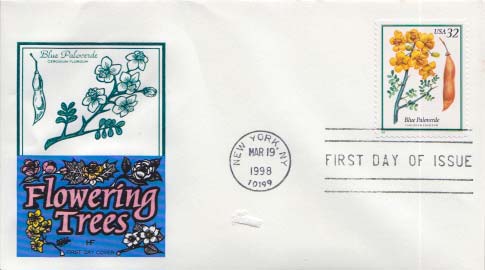 Blue Paloverde
CERCIDIUM FLORIDUM
Flowering
Trees
HF
FIRST DAY COVER
NEW YORK, NY
MAR 19
1998
10199
FIRST DAY OF ISSUE
USA 32
Blue Paloverde